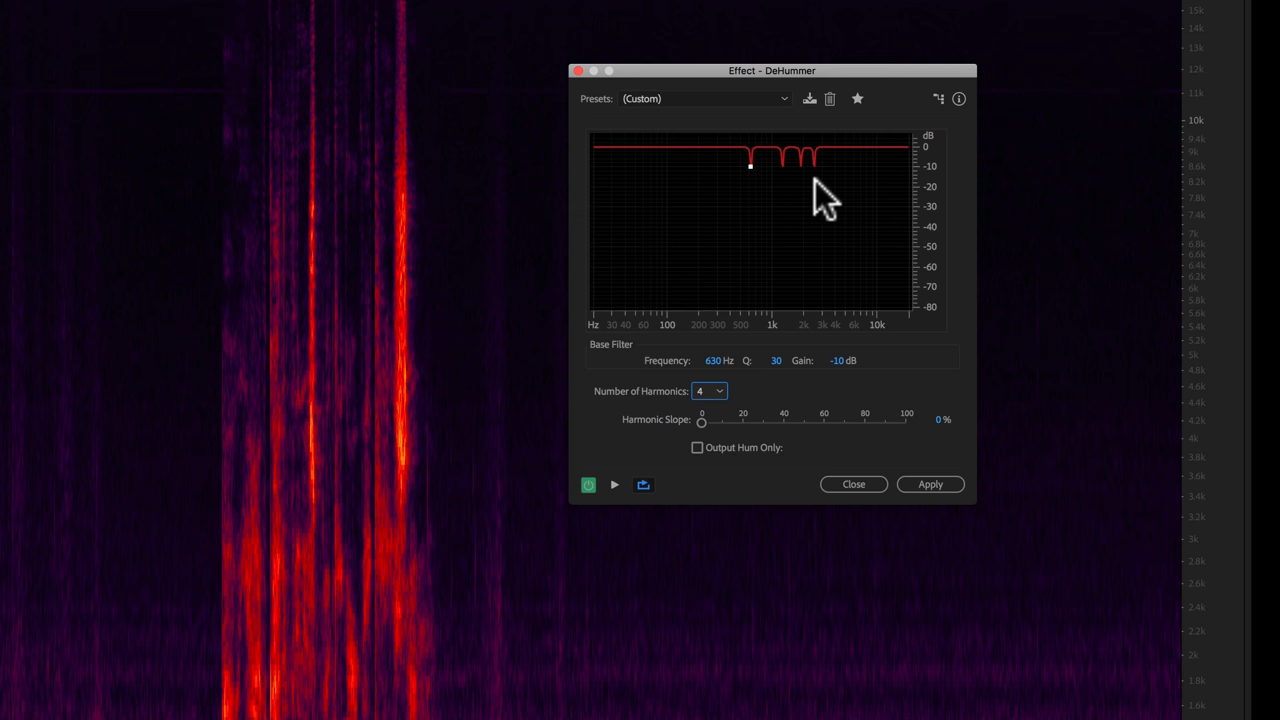 Effect - DeHummer
Presets: (Custom)
dB
0
-10
-20
-30
-40
-50
-60
-70
-80
Hz 30 40 60 100 200 300 500 1k 2k 3k 4k 6k 10k
Base Filter
Frequency: 630 Hz Q: 30 Gain: -10 dB
Number of Harmonics: 4
0 20 40 60 80 100
Harmonic Slope: 0 %
Output Hum Only:
Close Apply
15k
14k
13k
12k
11k
10k
9.4k
9k
8.6k
8.2k
7.8k
7.4k
7k
6.8k
6.6k
6.4k
6.2k
6k
5.8k
5.6k
5.4k
5.2k
5k
4.8k
4.6k
4.4k
4.2k
4k
3.8k
3.6k
3.4k
3.2k
3k
2.8k
2.6k
2.4k
2.2k
2k
1.8k
1.6k